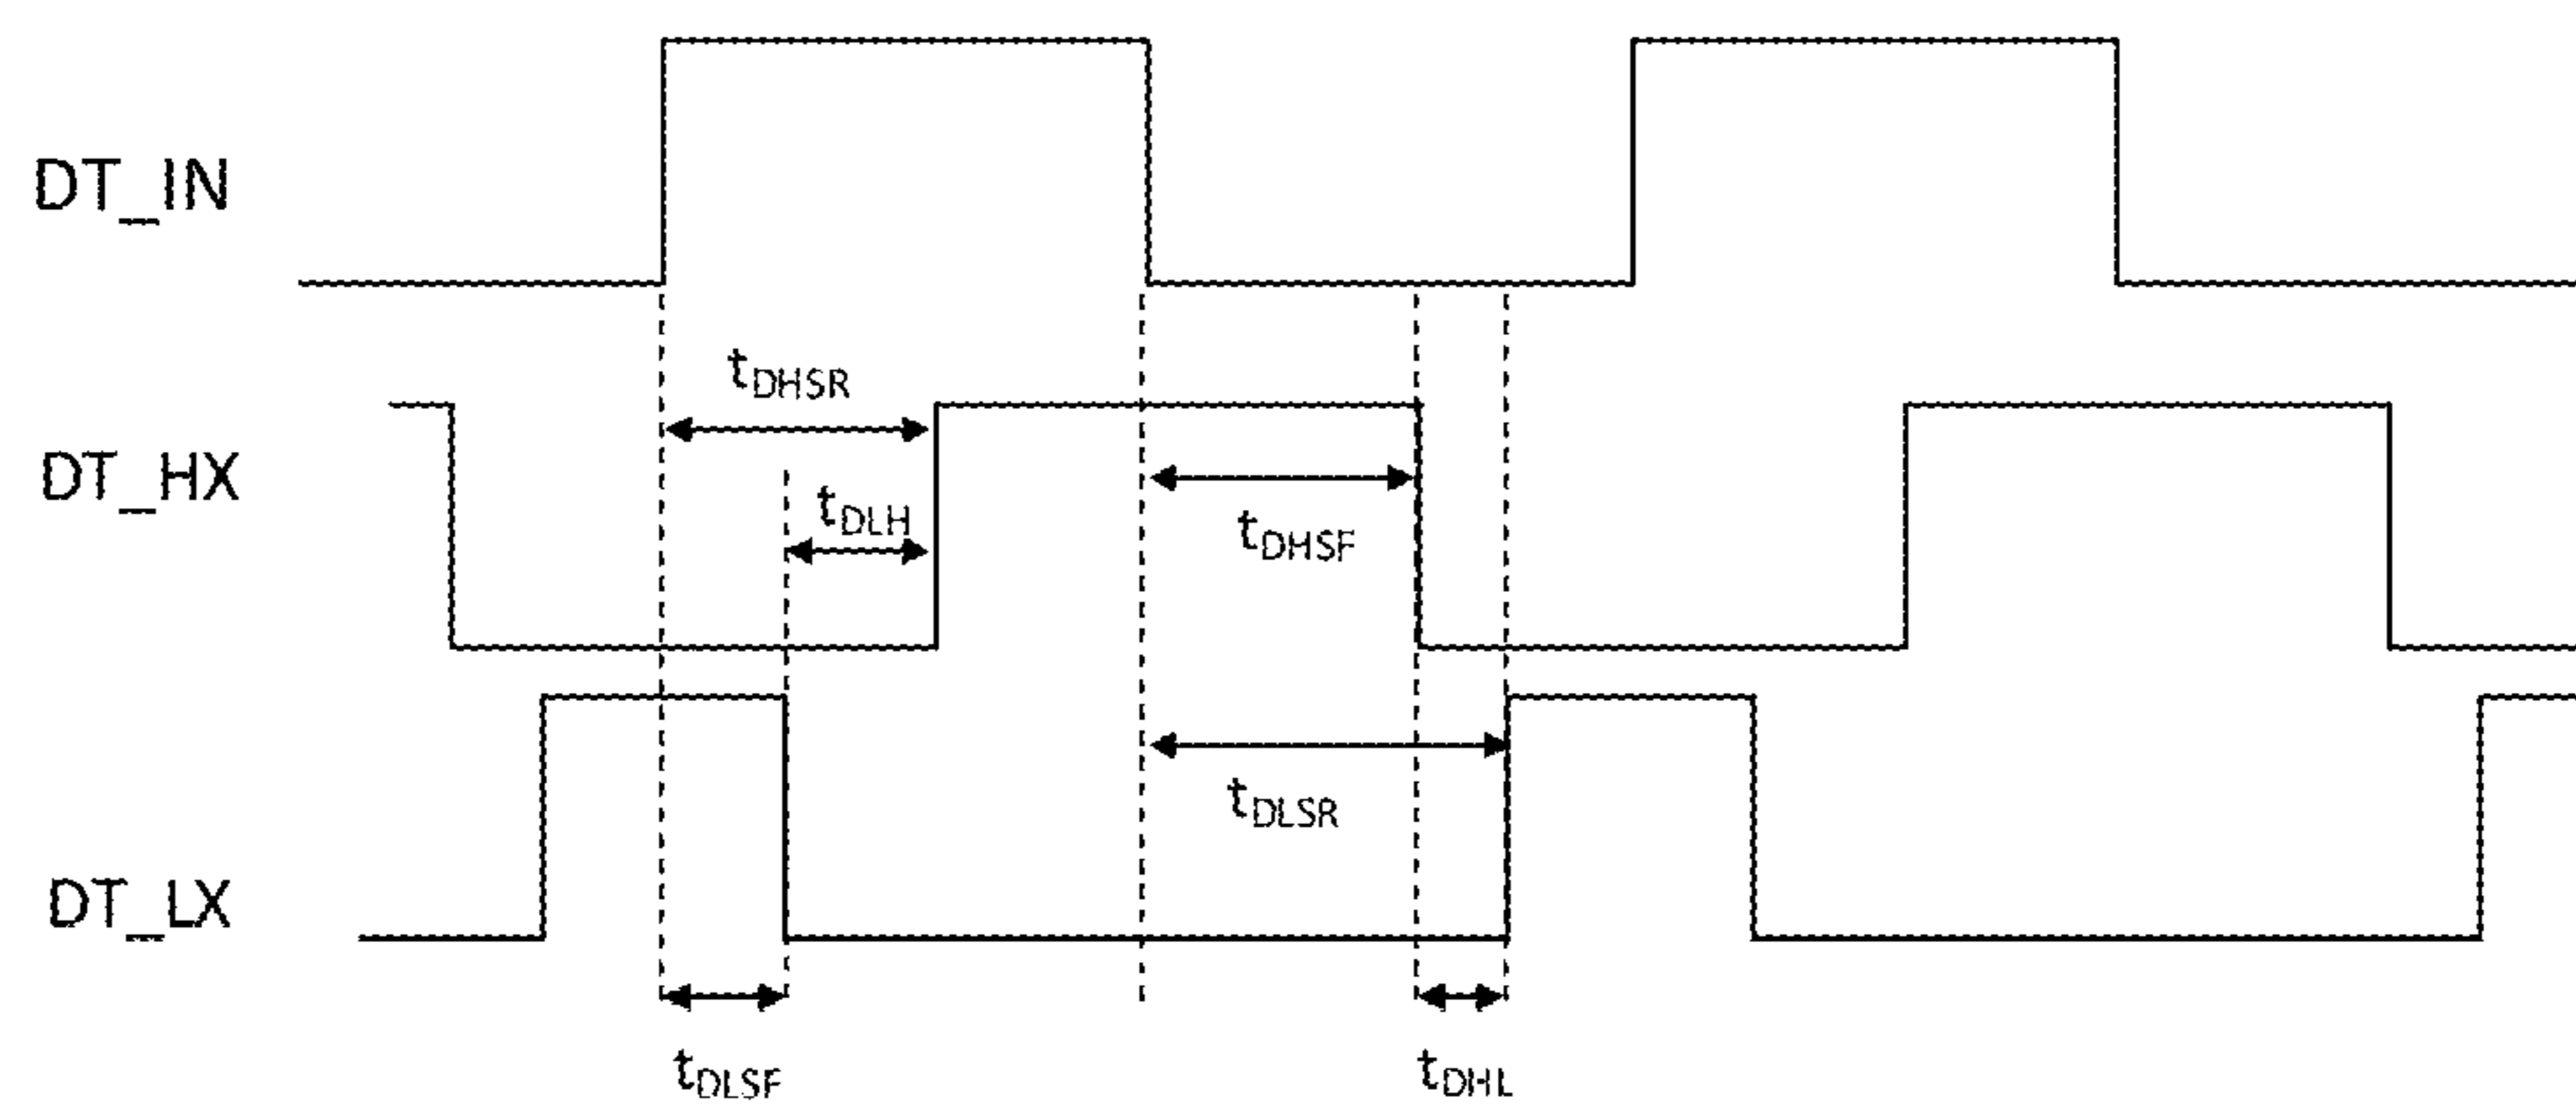 DT_IN
tDHSR
DT_HX
tDLH
tDHSF
tDLSR
DT_LX
tDLSF
tDHL